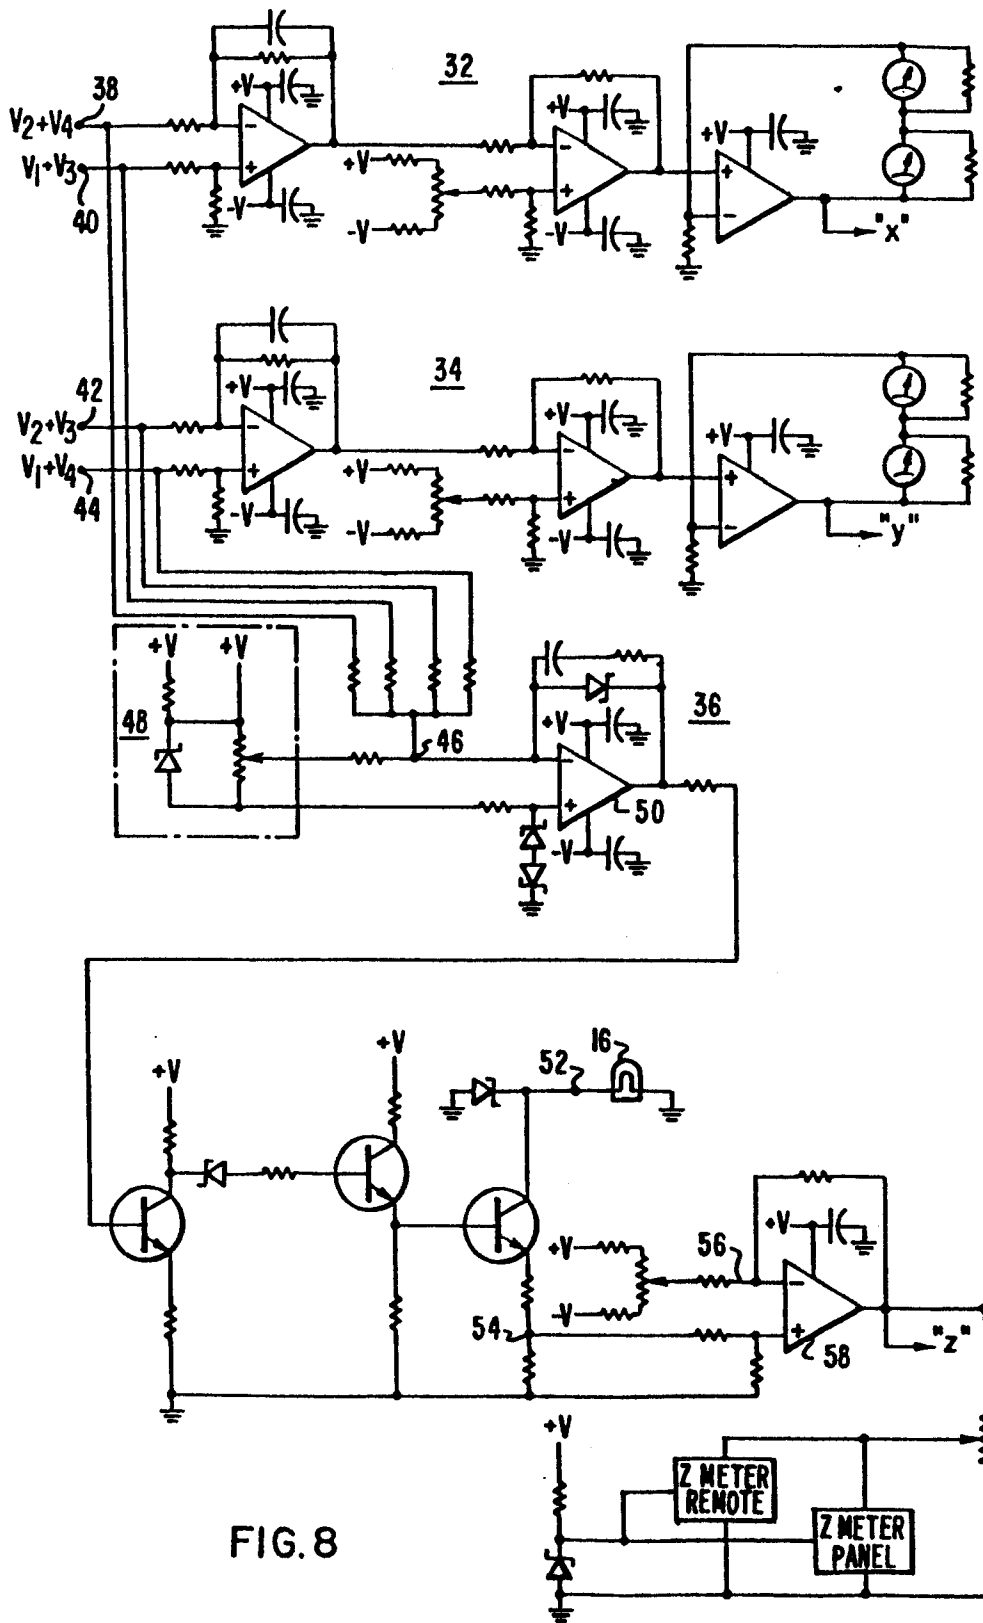 38
V2+V4
V1+V3
40
+V
-V
32
+V
-V
+V
-V
+V
"x"
42
V2+V3
V1+V4
44
+V
-V
34
+V
-V
+V
-V
+V
"y"
+V +V
48
46
36
+V
-V
50
+V
+V
52
16
+V
-V
54
56
+V
58
"z"
+V
Z METER
REMOTE
Z METER
PANEL
FIG. 8